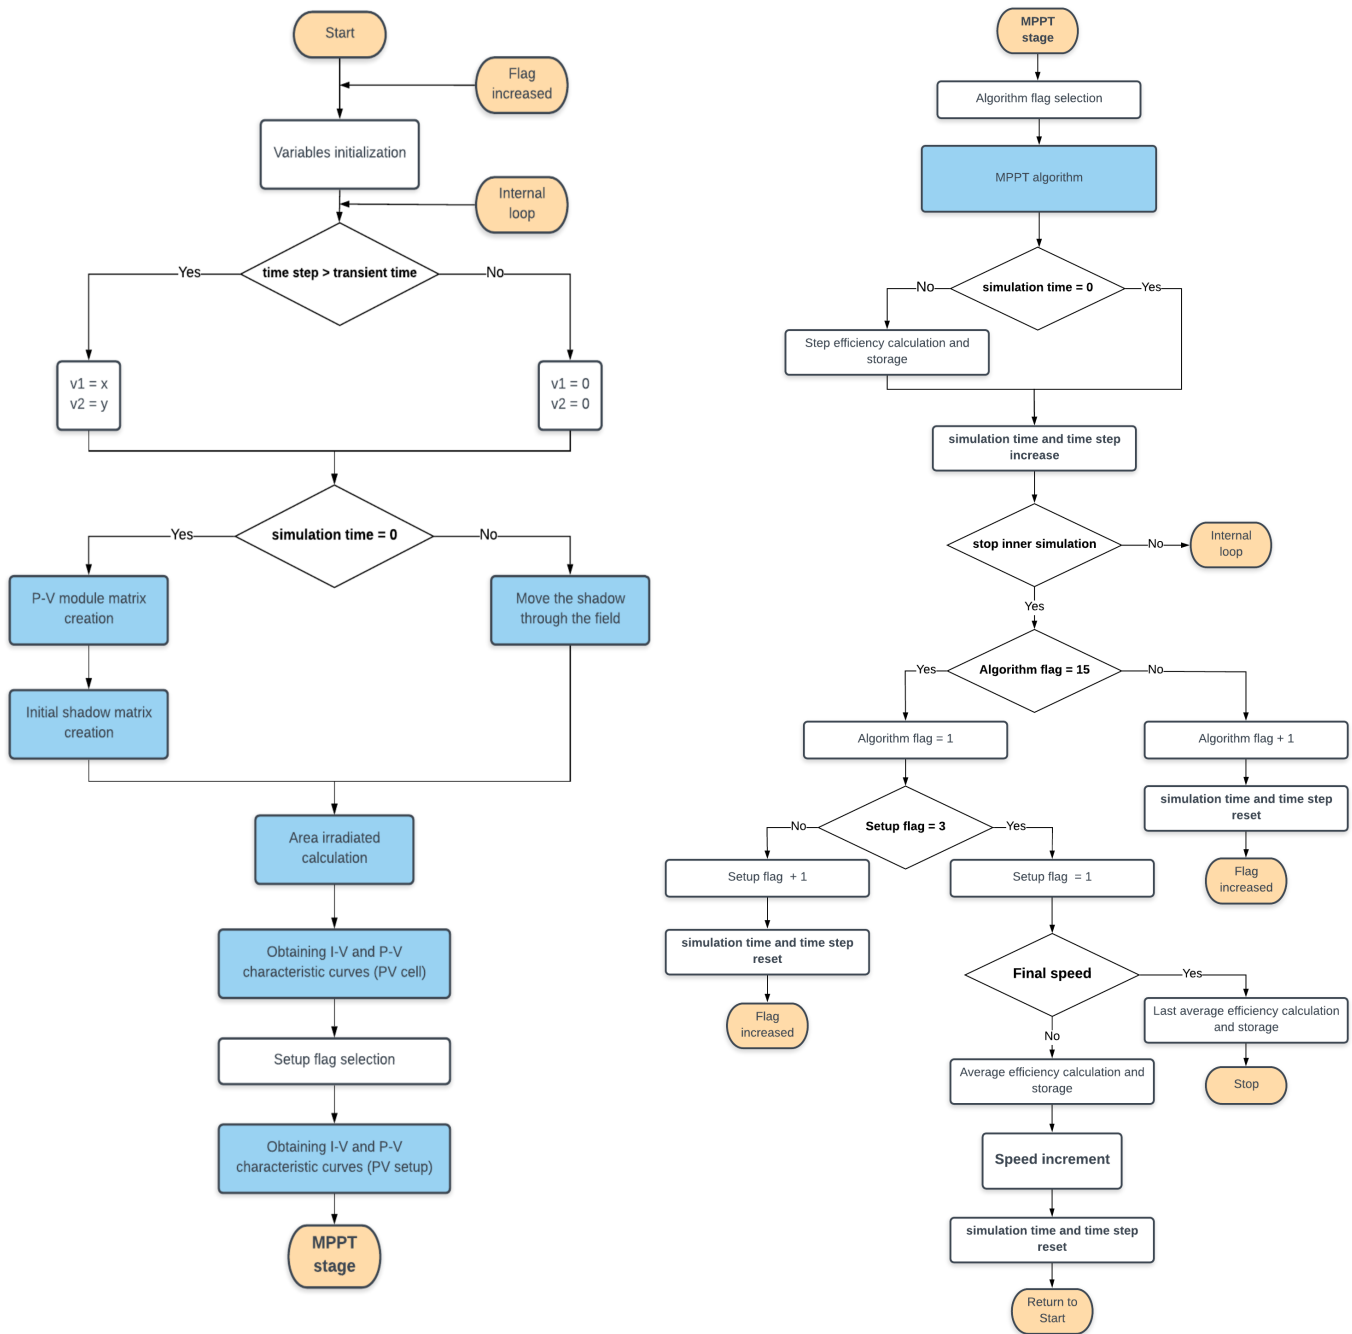 Start
Flag
increased
Variables initialization
Internal
loop
time step > transient time
Yes
No
v1 = x
v2 = y
v1 = 0
v2 = 0
simulation time = 0
Yes
No
P-V module matrix
creation
Move the shadow
through the field
Initial shadow matrix
creation
Area irradiated
calculation
Obtaining I-V and P-V
characteristic curves (PV cell)
Setup flag selection
Obtaining I-V and P-V
characteristic curves (PV setup)
MPPT
stage
MPPT
stage
Algorithm flag selection
MPPT algorithm
simulation time = 0
No
Yes
Step efficiency calculation and
storage
simulation time and time step
increase
stop inner simulation
No
Internal
loop
Yes
Algorithm flag = 15
Yes
No
Algorithm flag = 1
Algorithm flag + 1
simulation time and time step
reset
Flag
increased
Setup flag = 3
No
Yes
Setup flag + 1
Setup flag = 1
simulation time and time step
reset
Flag
increased
Final speed
Yes
Last average efficiency calculation
and storage
Stop
No
Average efficiency calculation and
storage
Speed increment
simulation time and time step
reset
Return to
Start